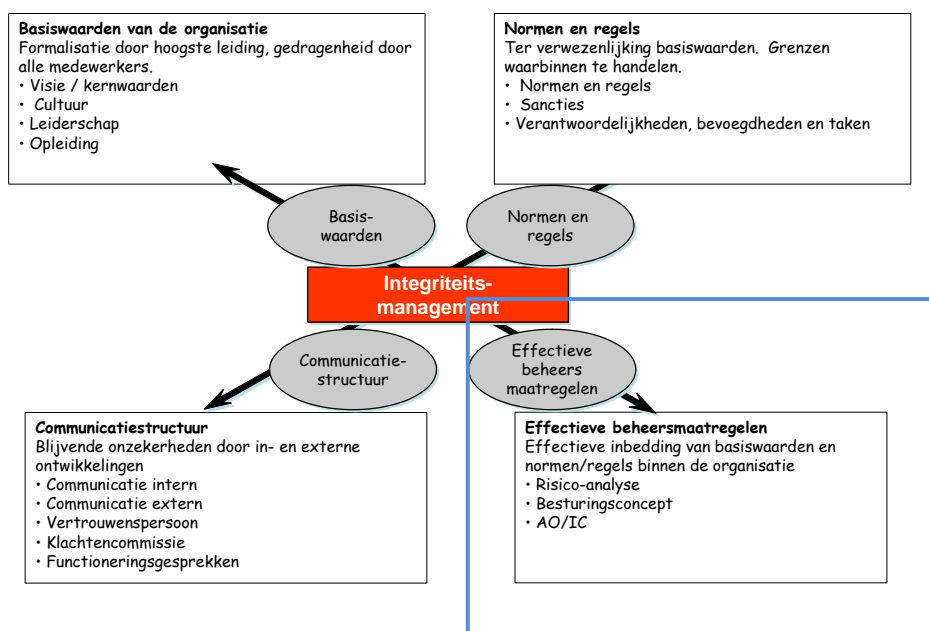 Basiswaarden van de organisatie
Formalisatie door hoogste leiding, gedragenheid door
alle medewerkers.
• Visie / kernwaarden
• Cultuur
• Leiderschap
• Opleiding
Normen en regels
Ter verwezenlijking basiswaarden. Grenzen
waarbinnen te handelen.
• Normen en regels
• Sancties
• Verantwoordelijkheden, bevoegdheden en taken
Basis-
waarden
Normen en
regels
Integriteits-
management
Communicatie-
structuur
Effectieve
beheers
maatregelen
Communicatiestructuur
Blijvende onzekerheden door in- en externe
ontwikkelingen
• Communicatie intern
• Communicatie extern
• Vertrouwenspersoon
• Klachtencommissie
• Functioneringsgesprekken
Effectieve beheersmaatregelen
Effectieve inbedding van basiswaarden en
normen/regels binnen de organisatie
• Risico-analyse
• Besturingsconcept
• AO/IC